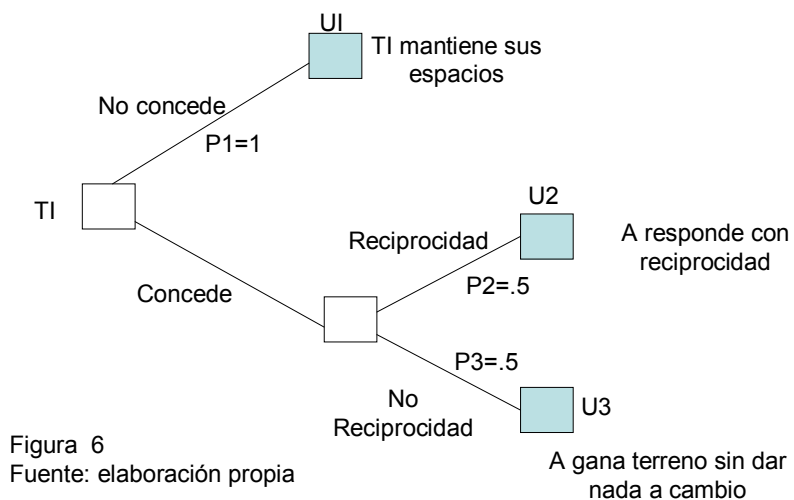 UI
TI mantiene sus
espacios
No concede
P1=1
TI
U2
Reciprocidad
A responde con
reciprocidad
Concede
P2=.5
P3=.5
No
Reciprocidad
U3
Figura 6
Fuente: elaboración propia
A gana terreno sin dar
nada a cambio